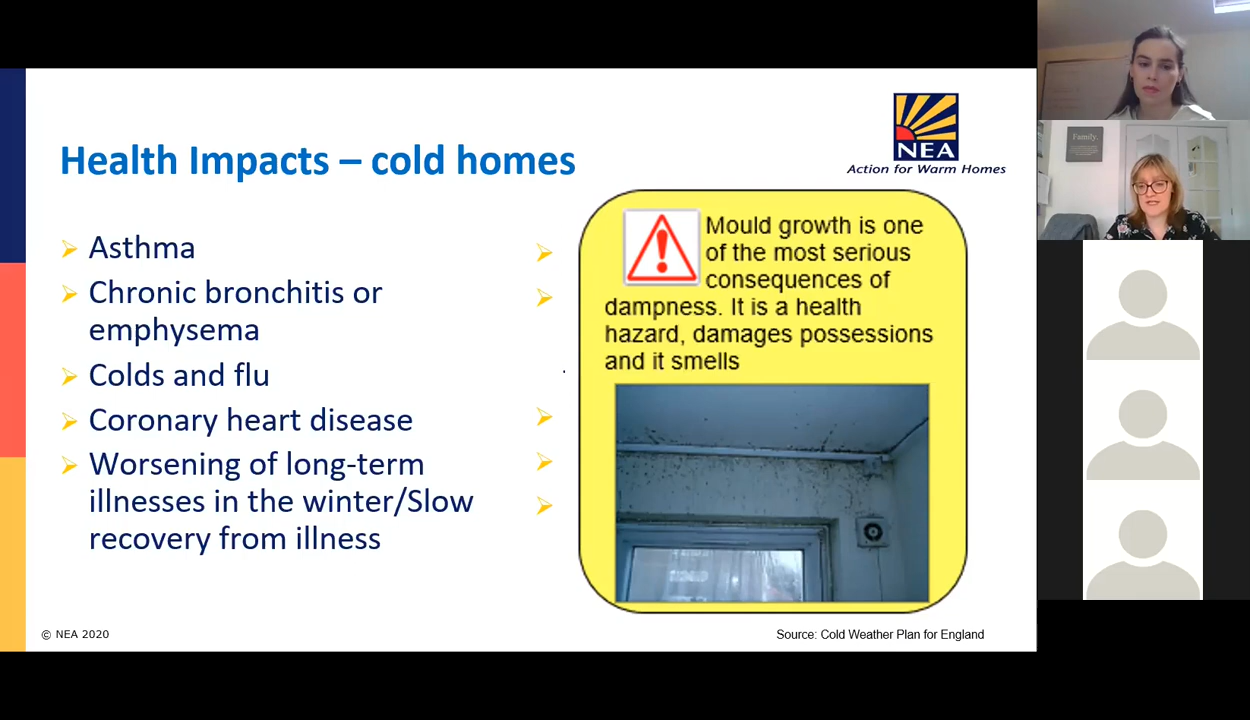 Health Impacts – cold homes
NEA
Action for Warm Homes
Asthma
Chronic bronchitis or
emphysema
Colds and flu
Coronary heart disease
Worsening of long-term
illnesses in the winter/Slow
recovery from illness
Mould growth is one
of the most serious
consequences of
dampness. It is a health
hazard, damages possessions
and it smells
© NEA 2020
Source: Cold Weather Plan for England
Family.